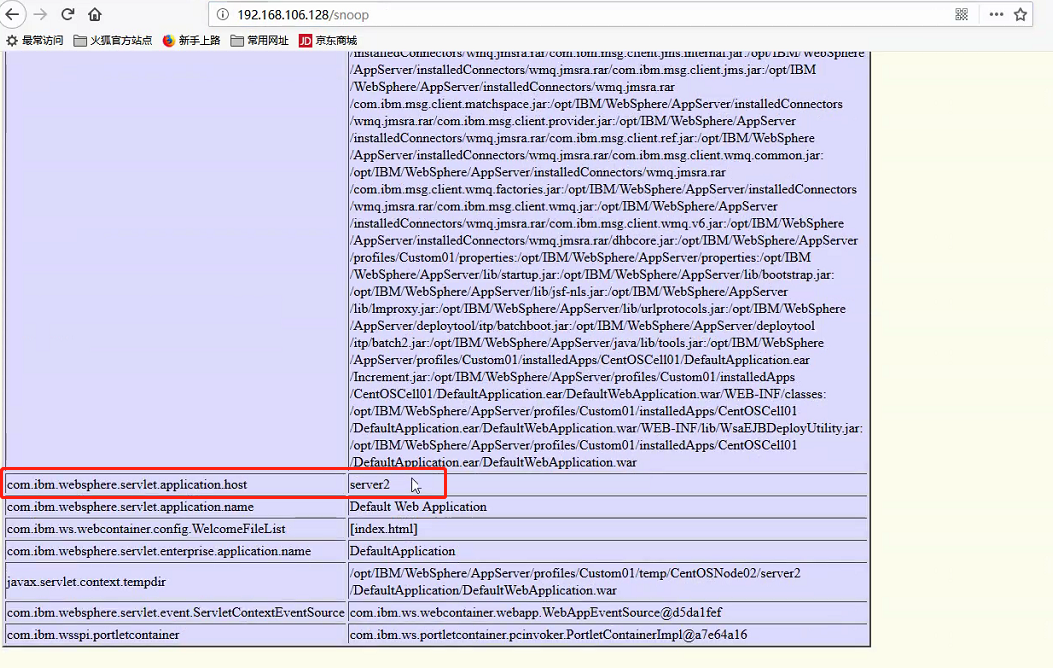 192.168.106.128/snoop
最常访问 火狐官方站点 新手上路 常用网址 JD 京东商城
/installedConnectors/wmq.jmsra.rar/com.ibm.msg.client.jms.internal.jar:/opt/IBM/WebSphere
/AppServer/installedConnectors/wmq.jmsra.rar/com.ibm.msg.client.jms.jar:/opt/IBM
/WebSphere/AppServer/installedConnectors/wmq.jmsra.rar
/com.ibm.msg.client.matchspace.jar:/opt/IBM/WebSphere/AppServer/installedConnectors
/wmq.jmsra.rar/com.ibm.msg.client.provider.jar:/opt/IBM/WebSphere/AppServer
/installedConnectors/wmq.jmsra.rar/com.ibm.msg.client.ref.jar:/opt/IBM/WebSphere
/AppServer/installedConnectors/wmq.jmsra.rar/com.ibm.msg.client.wmq.common.jar:
/opt/IBM/WebSphere/AppServer/installedConnectors/wmq.jmsra.rar
/com.ibm.msg.client.wmq.factories.jar:/opt/IBM/WebSphere/AppServer/installedConnectors
/wmq.jmsra.rar/com.ibm.msg.client.wmq.jar:/opt/IBM/WebSphere/AppServer
/installedConnectors/wmq.jmsra.rar/com.ibm.msg.client.wmq.v6.jar:/opt/IBM/WebSphere
/AppServer/installedConnectors/wmq.jmsra.rar/dhbcore.jar:/opt/IBM/WebSphere/AppServer
/profiles/Custom01/properties:/opt/IBM/WebSphere/AppServer/properties:/opt/IBM
/WebSphere/AppServer/lib/startup.jar:/opt/IBM/WebSphere/AppServer/lib/bootstrap.jar:
/opt/IBM/WebSphere/AppServer/lib/jsf-nls.jar:/opt/IBM/WebSphere/AppServer
/lib/lmproxy.jar:/opt/IBM/WebSphere/AppServer/lib/urlprotocols.jar:/opt/IBM/WebSphere
/AppServer/deploytool/itp/batchboot.jar:/opt/IBM/WebSphere/AppServer/deploytool
/itp/batch2.jar:/opt/IBM/WebSphere/AppServer/java/lib/tools.jar:/opt/IBM/WebSphere
/AppServer/profiles/Custom01/installedApps/CentOSCell01/DefaultApplication.ear
/Increment.jar:/opt/IBM/WebSphere/AppServer/profiles/Custom01/installedApps
/CentOSCell01/DefaultApplication.ear/DefaultWebApplication.war/WEB-INF/classes:
/opt/IBM/WebSphere/AppServer/profiles/Custom01/installedApps/CentOSCell01
/DefaultApplication.ear/DefaultWebApplication.war/WEB-INF/lib/WsaEJBDeployUtility.jar:
/opt/IBM/WebSphere/AppServer/profiles/Custom01/installedApps/CentOSCell01
/DefaultApplication.ear/DefaultWebApplication.war
com.ibm.websphere.servlet.application.host server2
com.ibm.websphere.servlet.application.name Default Web Application
com.ibm.ws.webcontainer.config.WelcomeFileList [index.html]
com.ibm.websphere.servlet.enterprise.application.name DefaultApplication
javax.servlet.context.tempdir /opt/IBM/WebSphere/AppServer/profiles/Custom01/temp/CentOSNode02/server2
/DefaultApplication/DefaultWebApplication.war
com.ibm.websphere.servlet.event.ServletContextEventSource com.ibm.ws.webcontainer.webapp.WebAppEventSource@d5da1fef
com.ibm.wsspi.portletcontainer com.ibm.ws.portletcontainer.pcinvoker.PortletContainerImpl@a7e64a16